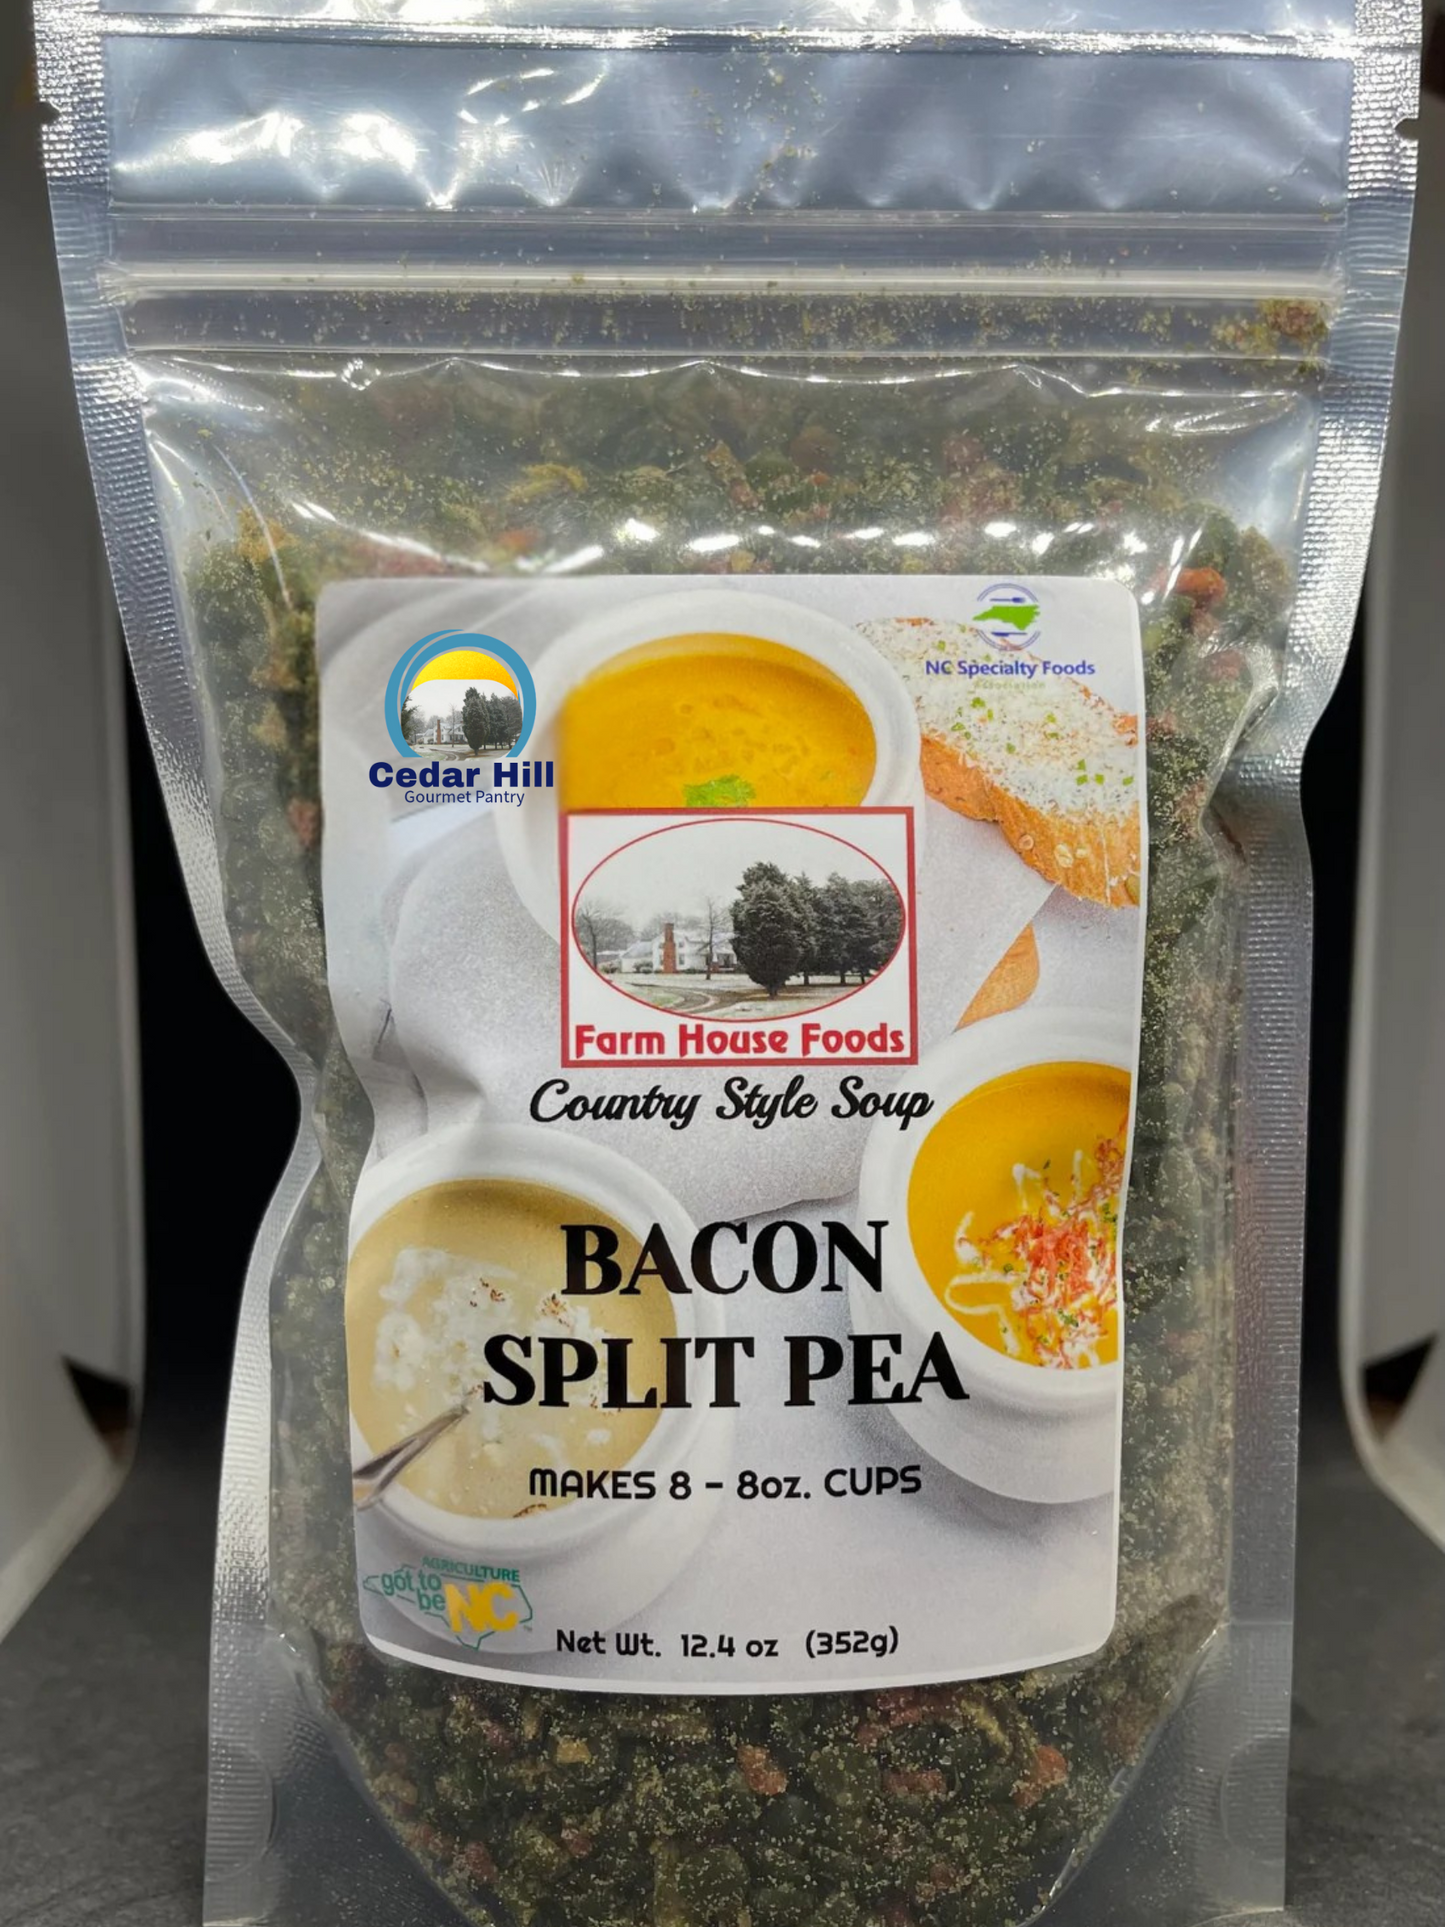 NC Specialty Foods
Association
Cedar Hill
Gourmet Pantry
Farm House Foods
Country Style Soup
BACON
SPLIT PEA
MAKES 8 - 8oz. CUPS
AGRICULTURE
got to
be NC
Net Wt. 12.4 oz (352g)